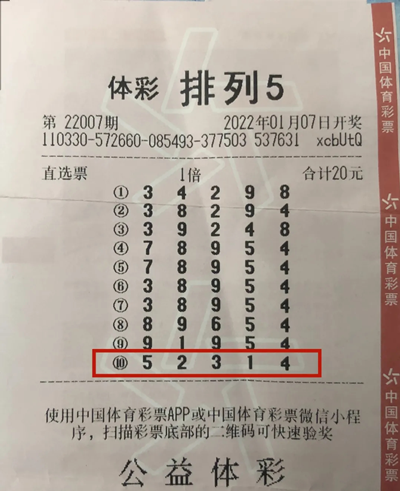 体彩 排列5
第 22007期 2022年01月07日开奖
110330-572660-085493-377503 537631 xcbUtQ
直选票 1倍 合计20元
① 3 4 2 9 8
② 3 8 2 9 4
③ 3 9 2 4 8
④ 7 8 9 5 4
⑤ 7 8 9 5 4
⑥ 3 8 9 5 4
⑦ 3 8 9 5 4
⑧ 8 9 6 5 4
⑨ 9 1 9 5 4
⑩ 5 2 3 1 4
使用中国体育彩票APP或中国体育彩票微信小程
序，扫描彩票底部的二维码可快速验奖
公益体彩
中国体育彩票
中国体育彩票
中国体育彩票